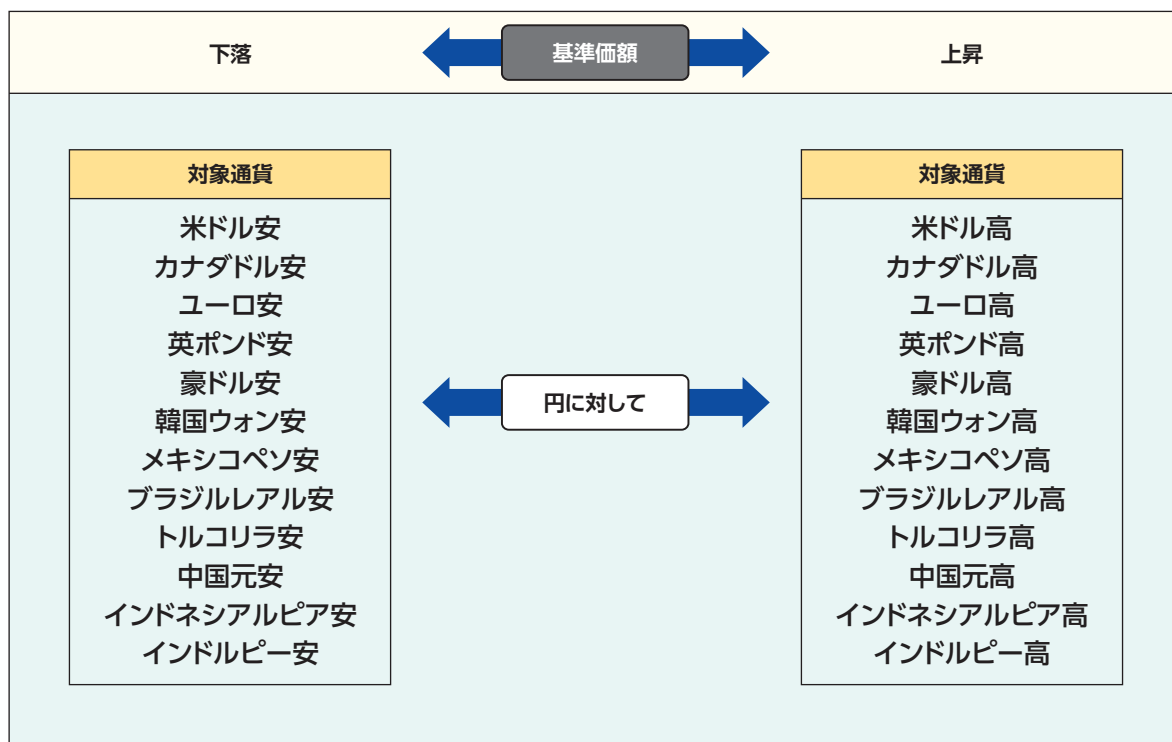 下落
基準価額
上昇
対象通貨
米ドル安
カナダドル安
ユーロ安
英ポンド安
豪ドル安
韓国ウォン安
メキシコペソ安
ブラジルレアル安
トルコリラ安
中国元安
インドネシアルピア安
インドルピー安
円に対して
対象通貨
米ドル高
カナダドル高
ユーロ高
英ポンド高
豪ドル高
韓国ウォン高
メキシコペソ高
ブラジルレアル高
トルコリラ高
中国元高
インドネシアルピア高
インドルピー高